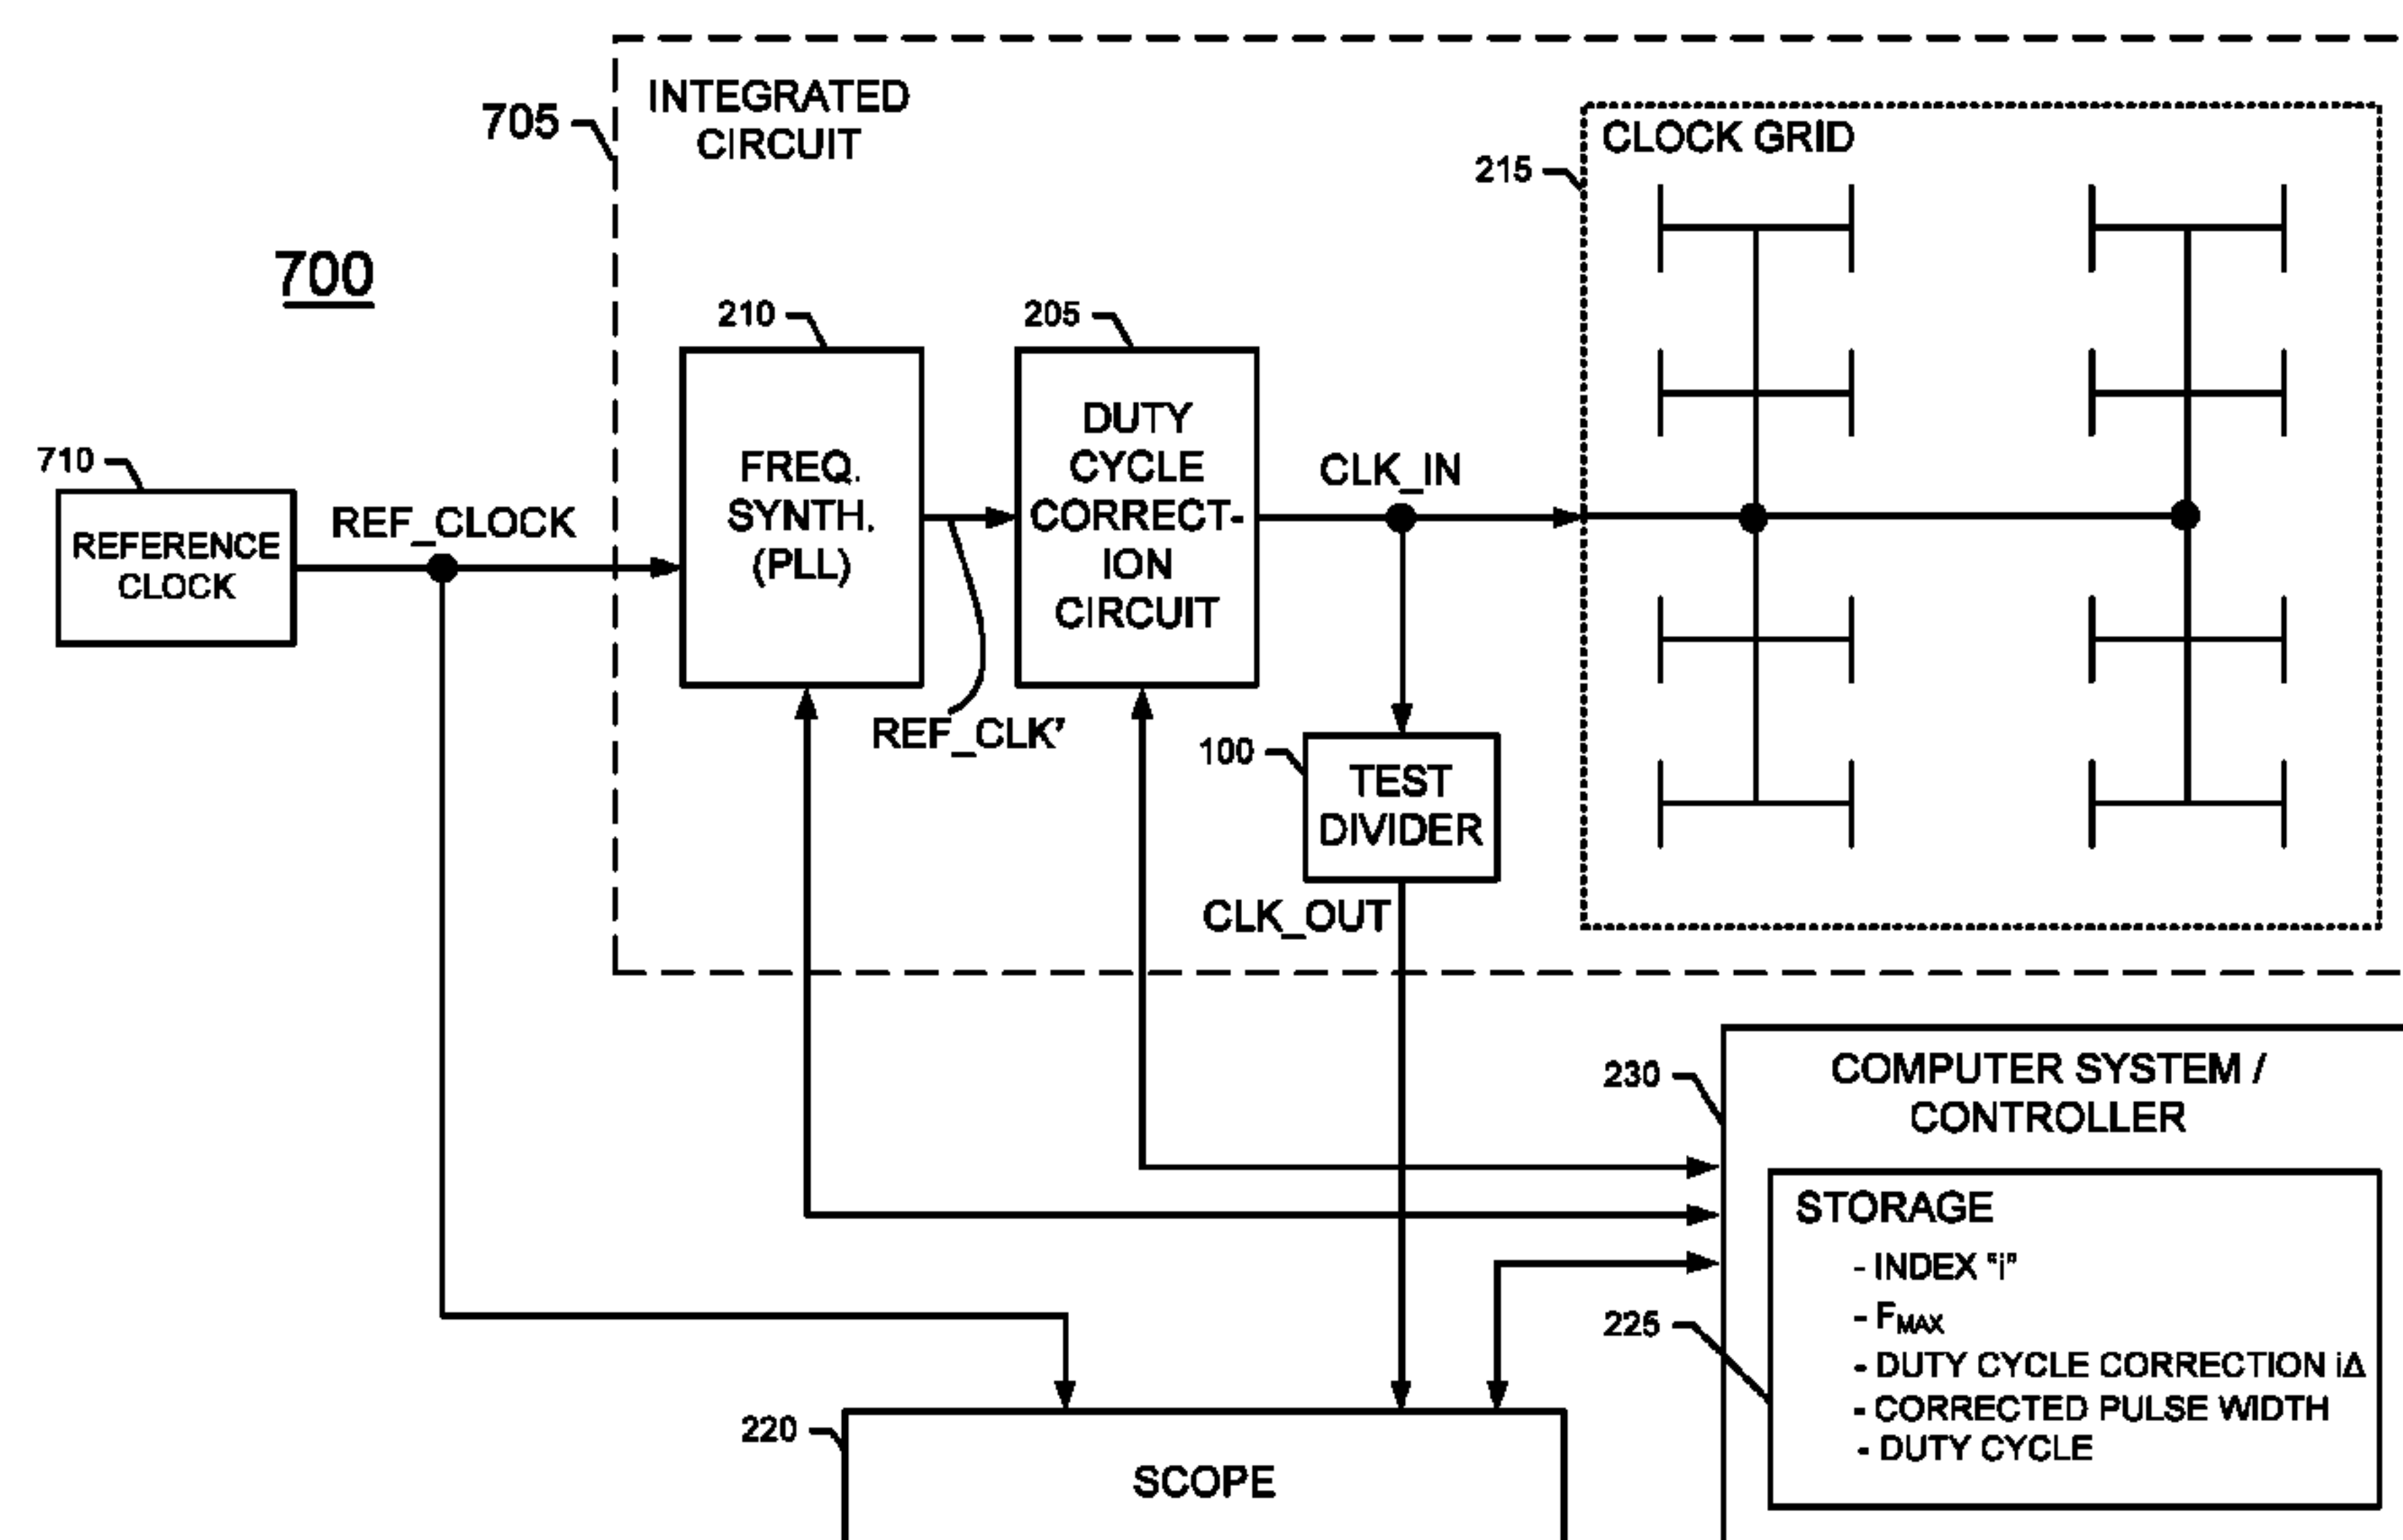 INTEGRATED
CIRCUIT
705
CLOCK GRID
215
700
210
205
DUTY
CYCLE
CORRECT-
ION
CIRCUIT
FREQ.
SYNTH.
(PLL)
CLK_IN
710
REF_CLOCK
REFERENCE
CLOCK
REF_CLK’
100
TEST
DIVIDER
CLK_OUT
230
COMPUTER SYSTEM /
CONTROLLER
STORAGE
- INDEX “i”
- FMAX
225
- DUTY CYCLE CORRECTION iΔ
- CORRECTED PULSE WIDTH
- DUTY CYCLE
220
SCOPE